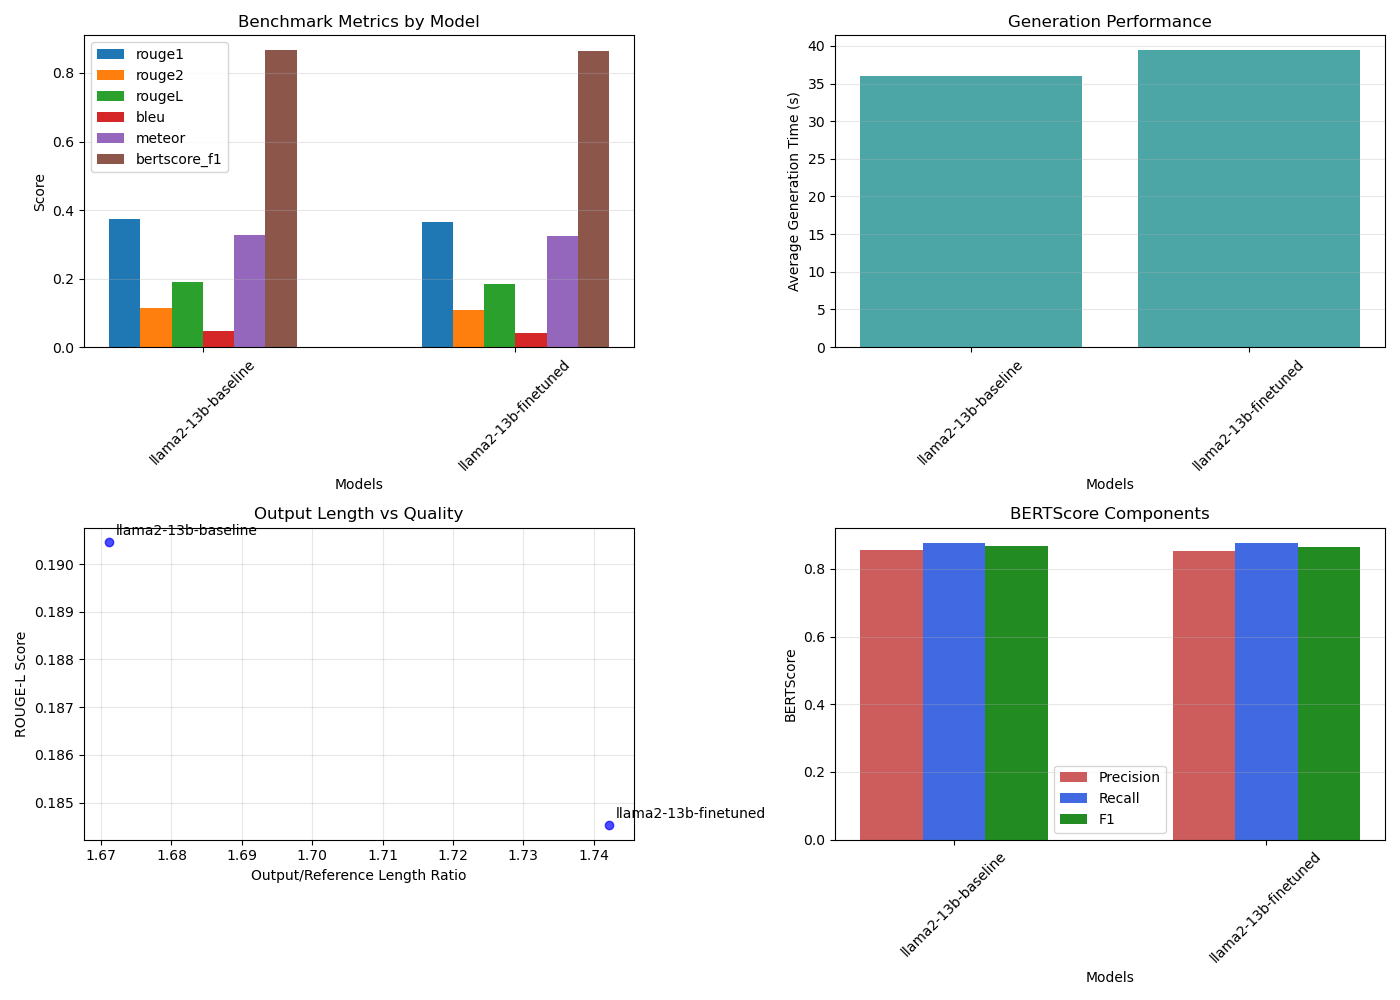 Benchmark Metrics by Model
Score
0.8
0.6
0.4
0.2
0.0
rouge1
rouge2
rougeL
bleu
meteor
bertscore_f1
llama2-13b-baseline
llama2-13b-finetuned
Models
Generation Performance
Average Generation Time (s)
40
35
30
25
20
15
10
5
0
llama2-13b-baseline
llama2-13b-finetuned
Models
Output Length vs Quality
ROUGE-L Score
0.190
0.189
0.188
0.187
0.186
0.185
llama2-13b-baseline
llama2-13b-finetuned
1.67 1.68 1.69 1.70 1.71 1.72 1.73 1.74
Output/Reference Length Ratio
BERTScore Components
BERTScore
0.8
0.6
0.4
0.2
0.0
Precision
Recall
F1
llama2-13b-baseline
llama2-13b-finetuned
Models